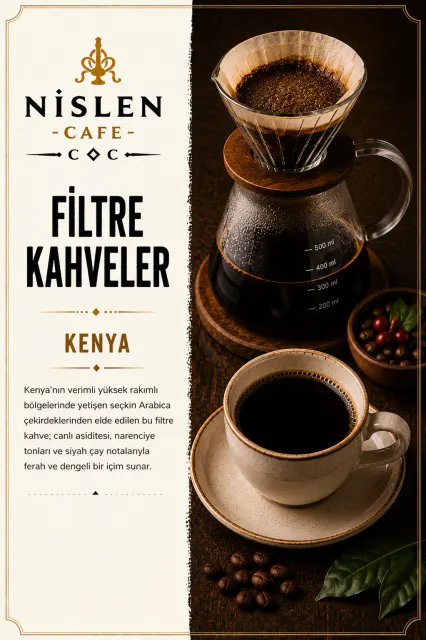 NİSLEN
-CAFE-
C C
FİLTRE
KAHVELER
KENYA
Kenya'nın verimli yüksek rakımlı
bölgelerinde yetişen seçkin Arabica
çekirdeklerinden elde edilen bu filtre
kahve; canlı asiditesi, narenciye
tonları ve siyah çay notalarıyla
ferah ve dengeli bir içim sunar.
500 ml
400 ml
300 ml
200 ml